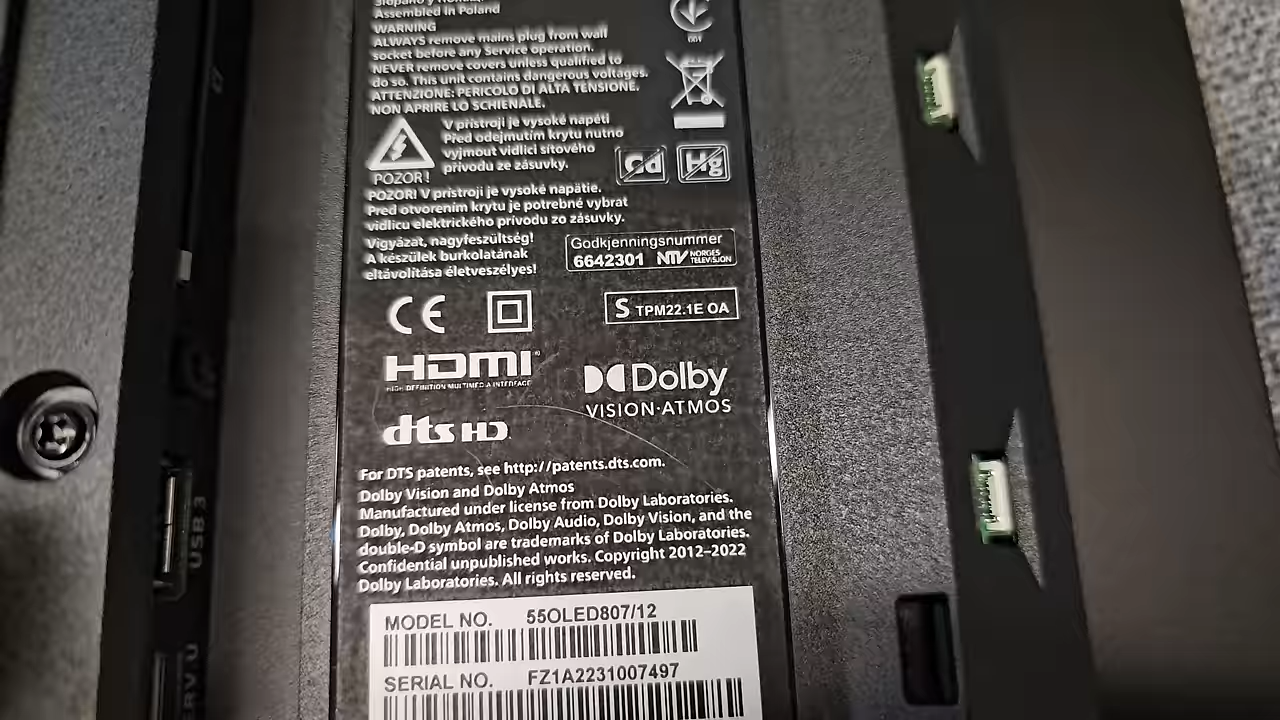 Assembled in Poland
WARNING
ALWAYS remove mains plug from wall
socket before any Service operation.
NEVER remove covers unless qualified to
do so. This unit contains dangerous voltages.
ATTENZIONE: PERICOLO DI ALTA TENSIONE.
NON APRIRE LO SCHIENALE.
V přístroji je vysoké napětí
Před odejmutím krytu nutno
vyjmout vidlici síťového
přívodu ze zásuvky.
POZOR!
Cd Hg
POZOR! V prístroji je vysoké napätie.
Pred otvorením krytu je potrebné vybrat
vidlicu elektrického prívodu zo zásuvky.
Vigyázat, nagyfeszültség!
A készülék burkolatának
eltávolítása életveszélyes!
Godkjenningsnummer
6642301 NTV NORGES
TELEVISJON
CE
S TPM22.1E OA
HDMI
HIGH-DEFINITION MULTIMEDIA INTERFACE
Dolby
VISION·ATMOS
dts HD
For DTS patents, see http://patents.dts.com.
Dolby Vision and Dolby Atmos
Manufactured under license from Dolby Laboratories.
Dolby, Dolby Atmos, Dolby Audio, Dolby Vision, and the
double-D symbol are trademarks of Dolby Laboratories.
Confidential unpublished works. Copyright 2012–2022
Dolby Laboratories. All rights reserved.
MODEL NO. 55OLED807/12
SERIAL NO. FZ1A2231007497
USB 3